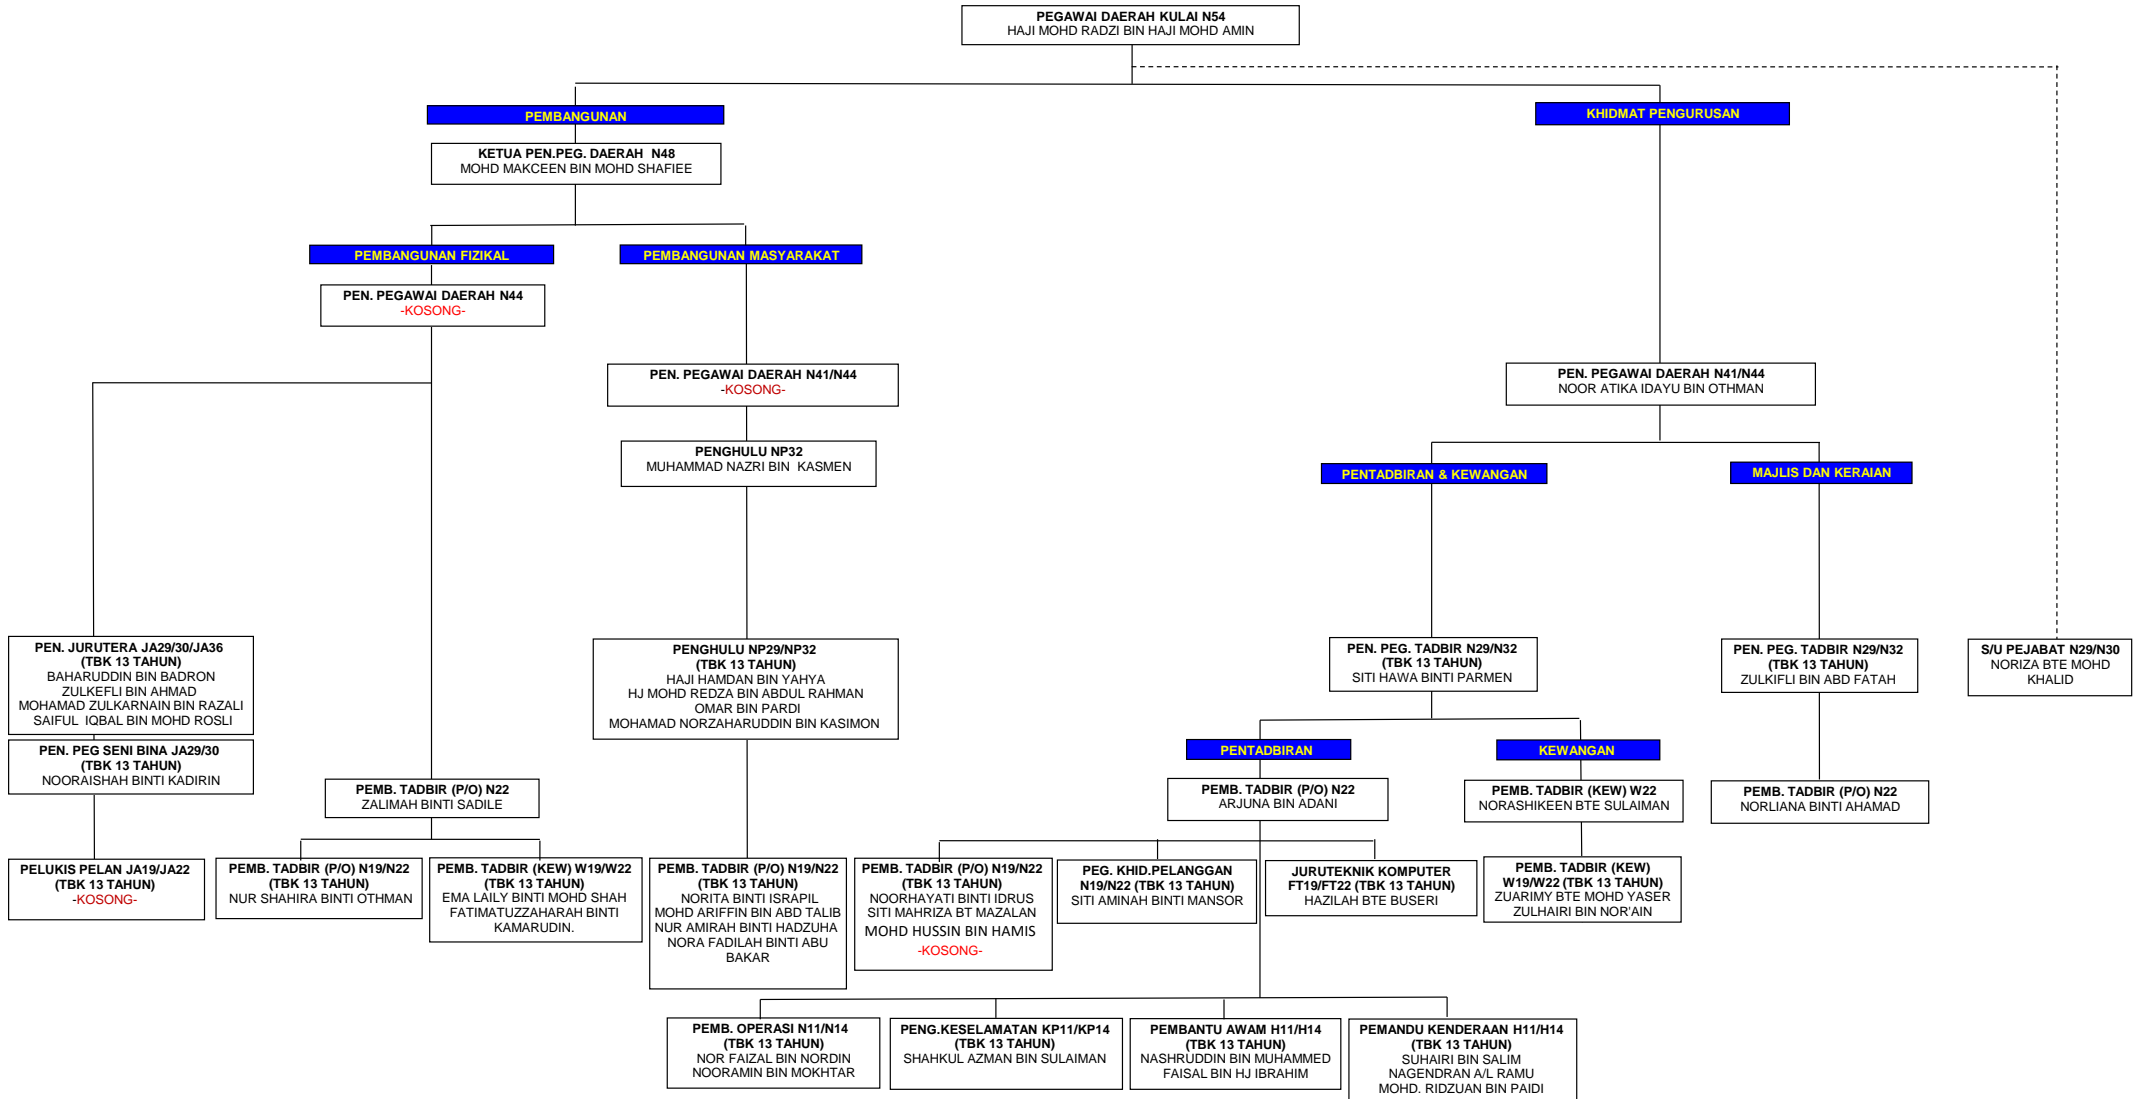 PEGAWAI DAERAH KULAI N54
HAJI MOHD RADZI BIN HAJI MOHD AMIN
PEMBANGUNAN
KHIDMAT PENGURUSAN
KETUA PEN.PEG. DAERAH N48
MOHD MAKCEEN BIN MOHD SHAFIEE
PEMBANGUNAN FIZIKAL
PEMBANGUNAN MASYARAKAT
PEN. PEGAWAI DAERAH N44
-KOSONG-
PEN. PEGAWAI DAERAH N41/N44
-KOSONG-
PEN. PEGAWAI DAERAH N41/N44
NOOR ATIKA IDAYU BIN OTHMAN
PENGHULU NP32
MUHAMMAD NAZRI BIN KASMEN
PENTADBIRAN & KEWANGAN
MAJLIS DAN KERAIAN
PEN. JURUTERA JA29/30/JA36
(TBK 13 TAHUN)
BAHARUDDIN BIN BADRON
ZULKEFLI BIN AHMAD
MOHAMAD ZULKARNAIN BIN RAZALI
SAIFUL IQBAL BIN MOHD ROSLI
PENGHULU NP29/NP32
(TBK 13 TAHUN)
HAJI HAMDAN BIN YAHYA
HJ MOHD REDZA BIN ABDUL RAHMAN
OMAR BIN PARDI
MOHAMAD NORZAHARUDDIN BIN KASIMON
PEN. PEG. TADBIR N29/N32
(TBK 13 TAHUN)
SITI HAWA BINTI PARMEN
PEN. PEG. TADBIR N29/N32
(TBK 13 TAHUN)
ZULKIFLI BIN ABD FATAH
S/U PEJABAT N29/N30
NORIZA BTE MOHD
KHALID
PEN. PEG SENI BINA JA29/30
(TBK 13 TAHUN)
NOORAISHAH BINTI KADIRIN
PENTADBIRAN
KEWANGAN
PEMB. TADBIR (P/O) N22
ZALIMAH BINTI SADILE
PEMB. TADBIR (P/O) N22
ARJUNA BIN ADANI
PEMB. TADBIR (KEW) W22
NORASHIKEEN BTE SULAIMAN
PEMB. TADBIR (P/O) N22
NORLIANA BINTI AHAMAD
PELUKIS PELAN JA19/JA22
(TBK 13 TAHUN)
-KOSONG-
PEMB. TADBIR (P/O) N19/N22
(TBK 13 TAHUN)
NUR SHAHIRA BINTI OTHMAN
PEMB. TADBIR (KEW) W19/W22
(TBK 13 TAHUN)
EMA LAILY BINTI MOHD SHAH
FATIMATUZZAHARAH BINTI
KAMARUDIN.
PEMB. TADBIR (P/O) N19/N22
(TBK 13 TAHUN)
NORITA BINTI ISRAPIL
MOHD ARIFFIN BIN ABD TALIB
NUR AMIRAH BINTI HADZUHA
NORA FADILAH BINTI ABU
BAKAR
PEMB. TADBIR (P/O) N19/N22
(TBK 13 TAHUN)
NOORHAYATI BINTI IDRUS
SITI MAHRIZA BT MAZALAN
MOHD HUSSIN BIN HAMIS
-KOSONG-
PEG. KHID.PELANGGAN
N19/N22 (TBK 13 TAHUN)
SITI AMINAH BINTI MANSOR
JURUTEKNIK KOMPUTER
FT19/FT22 (TBK 13 TAHUN)
HAZILAH BTE BUSERI
PEMB. TADBIR (KEW)
W19/W22 (TBK 13 TAHUN)
ZUARIMY BTE MOHD YASER
ZULHAIRI BIN NOR'AIN
PEMB. OPERASI N11/N14
(TBK 13 TAHUN)
NOR FAIZAL BIN NORDIN
NOORAMIN BIN MOKHTAR
PENG.KESELAMATAN KP11/KP14
(TBK 13 TAHUN)
SHAHKUL AZMAN BIN SULAIMAN
PEMBANTU AWAM H11/H14
(TBK 13 TAHUN)
NASHRUDDIN BIN MUHAMMED
FAISAL BIN HJ IBRAHIM
PEMANDU KENDERAAN H11/H14
(TBK 13 TAHUN)
SUHAIRI BIN SALIM
NAGENDRAN A/L RAMU
MOHD. RIDZUAN BIN PAIDI